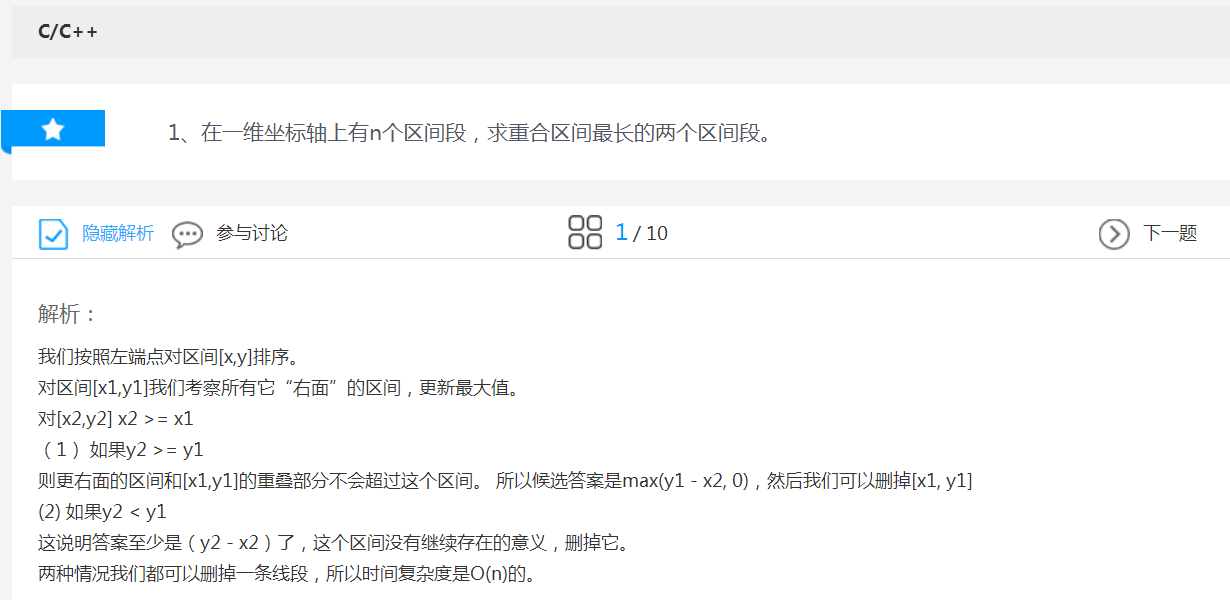 C/C++
1、在一维坐标轴上有n个区间段，求重合区间最长的两个区间段。
隐藏解析 参与讨论 1 / 10 下一题
解析：
我们按照左端点对区间[x,y]排序。
对区间[x1,y1]我们考察所有它“右面”的区间，更新最大值。
对[x2,y2] x2 >= x1
（1）如果y2 >= y1
则更右面的区间和[x1,y1]的重叠部分不会超过这个区间。 所以候选答案是max(y1 - x2, 0)，然后我们可以删掉[x1, y1]
(2) 如果y2 < y1
这说明答案至少是（y2 - x2）了，这个区间没有继续存在的意义，删掉它。
两种情况我们都可以删掉一条线段，所以时间复杂度是O(n)的。